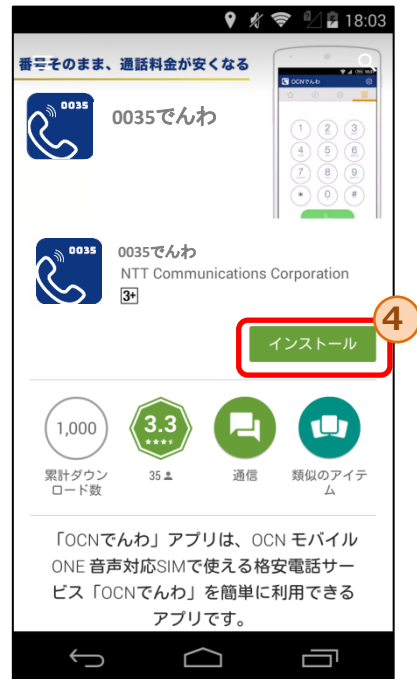 18:03
番号そのまま、通話料金が安くなる
OCNでんわ
0035
0035でんわ
1 2 3
4 5 6
7 8 9
* 0 #
0035
0035でんわ
NTT Communications Corporation
3+
インストール
4
1,000
3.3
累計ダウン
ロード数
35
通信
類似のアイテ
ム
「OCNでんわ」アプリは、OCN モバイル
ONE 音声対応SIMで使える格安電話サー
ビス「OCNでんわ」を簡単に利用できる
アプリです。